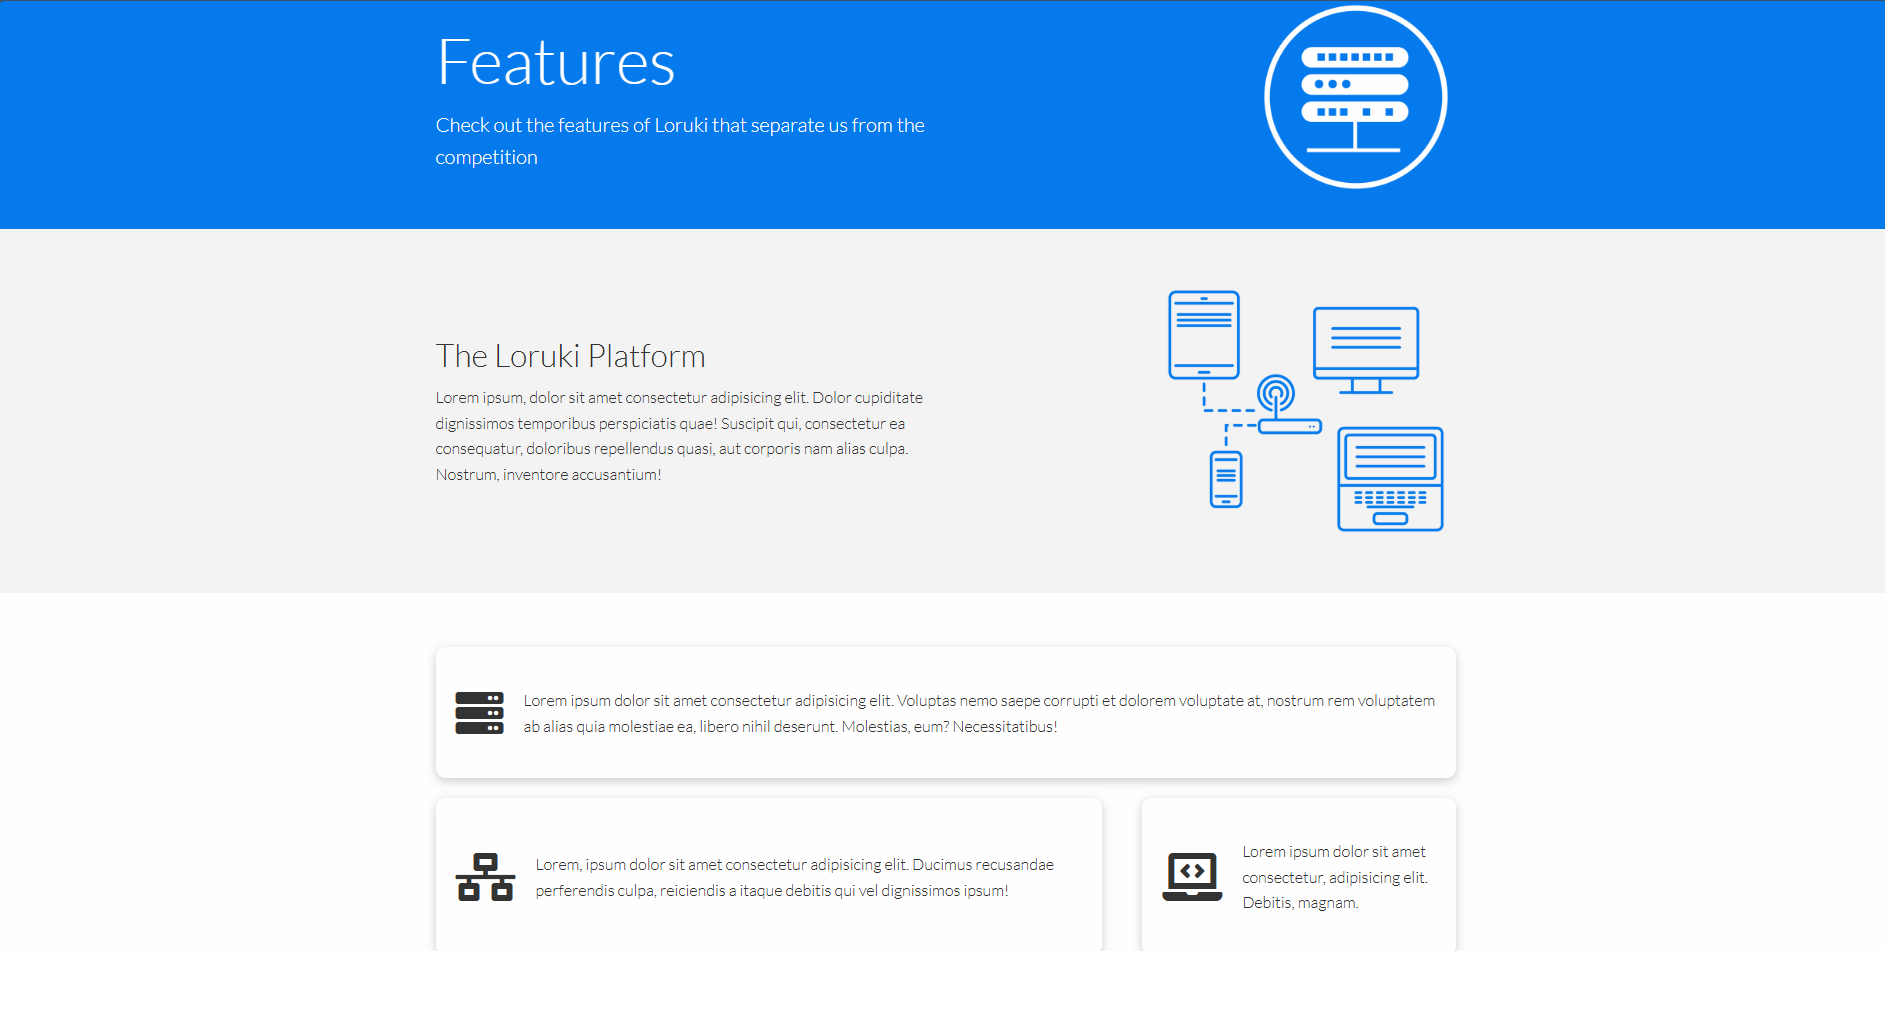 Features
Check out the features of Loruki that separate us from the
competition
The Loruki Platform
Lorem ipsum, dolor sit amet consectetur adipisicing elit. Dolor cupiditate
dignissimos temporibus perspiciatis quae! Suscipit qui, consectetur ea
consequatur, doloribus repellendus quasi, aut corporis nam alias culpa.
Nostrum, inventore accusantium!
Lorem ipsum dolor sit amet consectetur adipisicing elit. Voluptas nemo saepe corrupti et dolorem voluptate at, nostrum rem voluptatem
ab alias quia molestiae ea, libero nihil deserunt. Molestias, eum? Necessitatibus!
Lorem, ipsum dolor sit amet consectetur adipisicing elit. Ducimus recusandae
perferendis culpa, reiciendis a itaque debitis qui vel dignissimos ipsum!
Lorem ipsum dolor sit amet
consectetur, adipisicing elit.
Debitis, magnam.